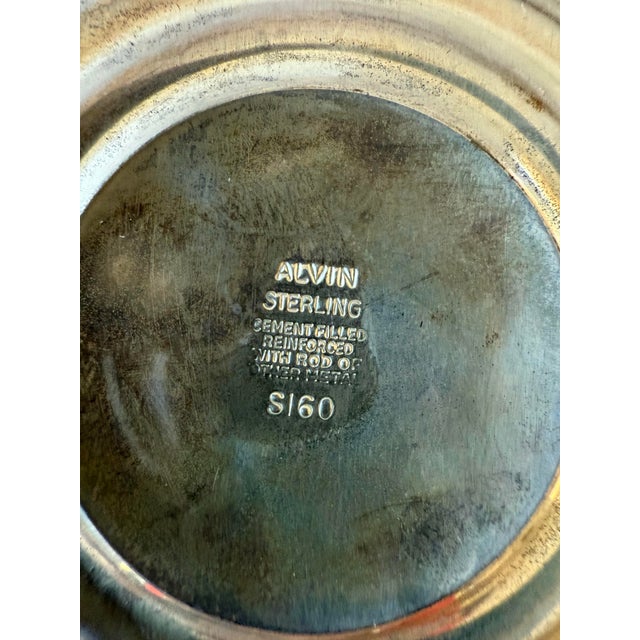 ALVIN
STERLING
CEMENT FILLED
REINFORCED
WITH ROD OF
OTHER METAL
S160